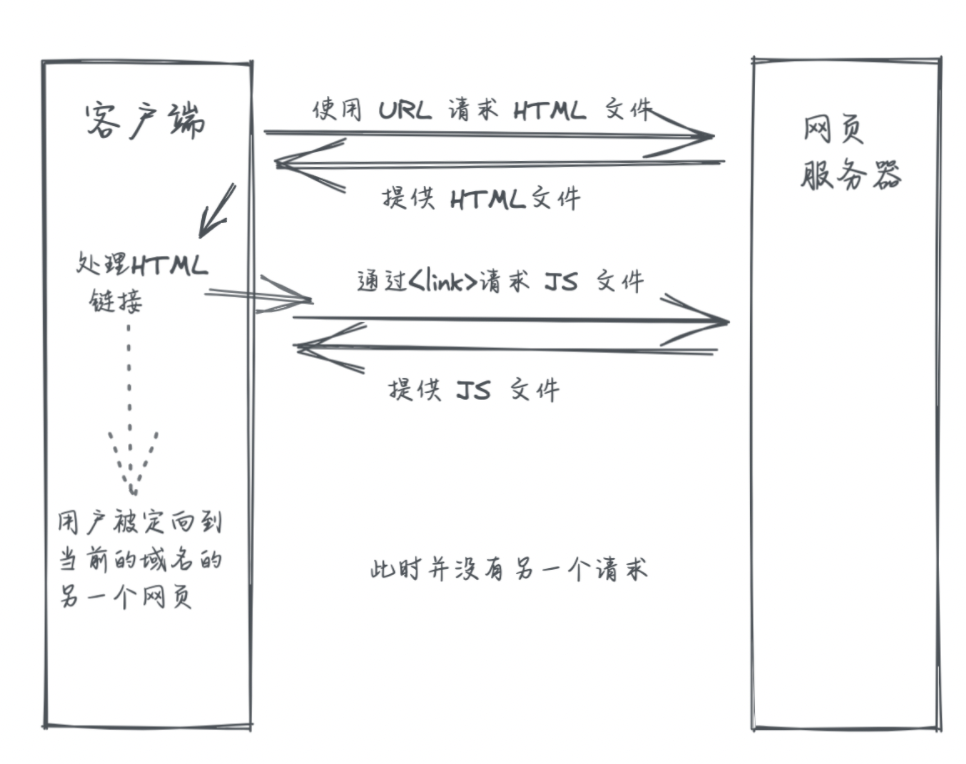 客户端
使用 URL 请求 HTML 文件
网页
服务器
提供 HTML文件
处理HTML
链接
通过<link>请求 JS 文件
提供 JS 文件
用户被定向到
当前的域名的
另一个网页
此时并没有另一个请求